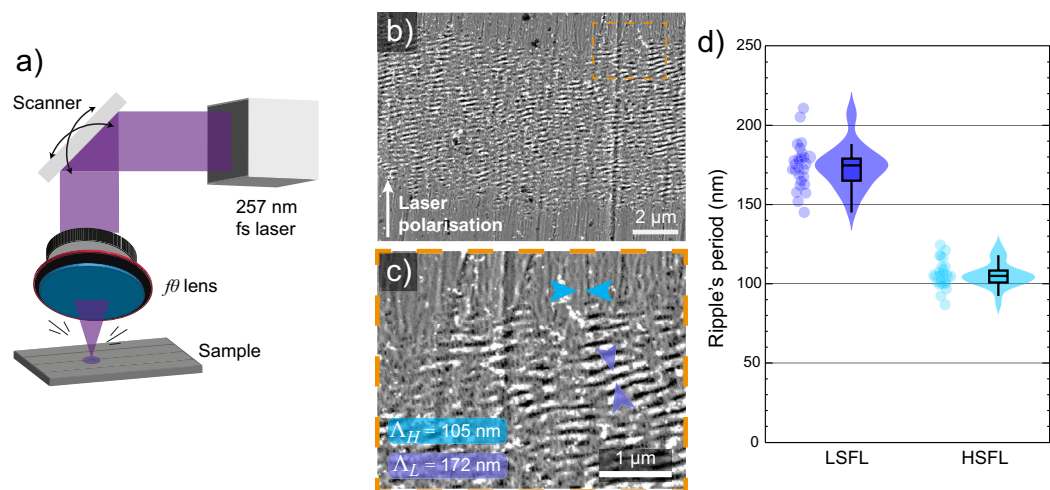 a)
Scanner
257 nm
fs laser
fθ lens
Sample
b)
Laser
polarisation
2 μm
c)
Λ_H = 105 nm
Λ_L = 172 nm
1 μm
d)
Ripple's period (nm)
250
200
150
100
50
0
LSFL
HSFL